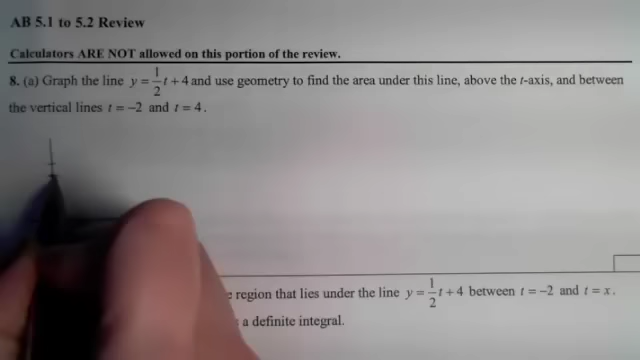 AB 5.1 to 5.2 Review
Calculators ARE NOT allowed on this portion of the review.
8. (a) Graph the line y = 1/2 t + 4 and use geometry to find the area under this line, above the t-axis, and between
the vertical lines t = −2 and t = 4.
region that lies under the line y = 1/2 t + 4 between t = −2 and t = x.
a definite integral.